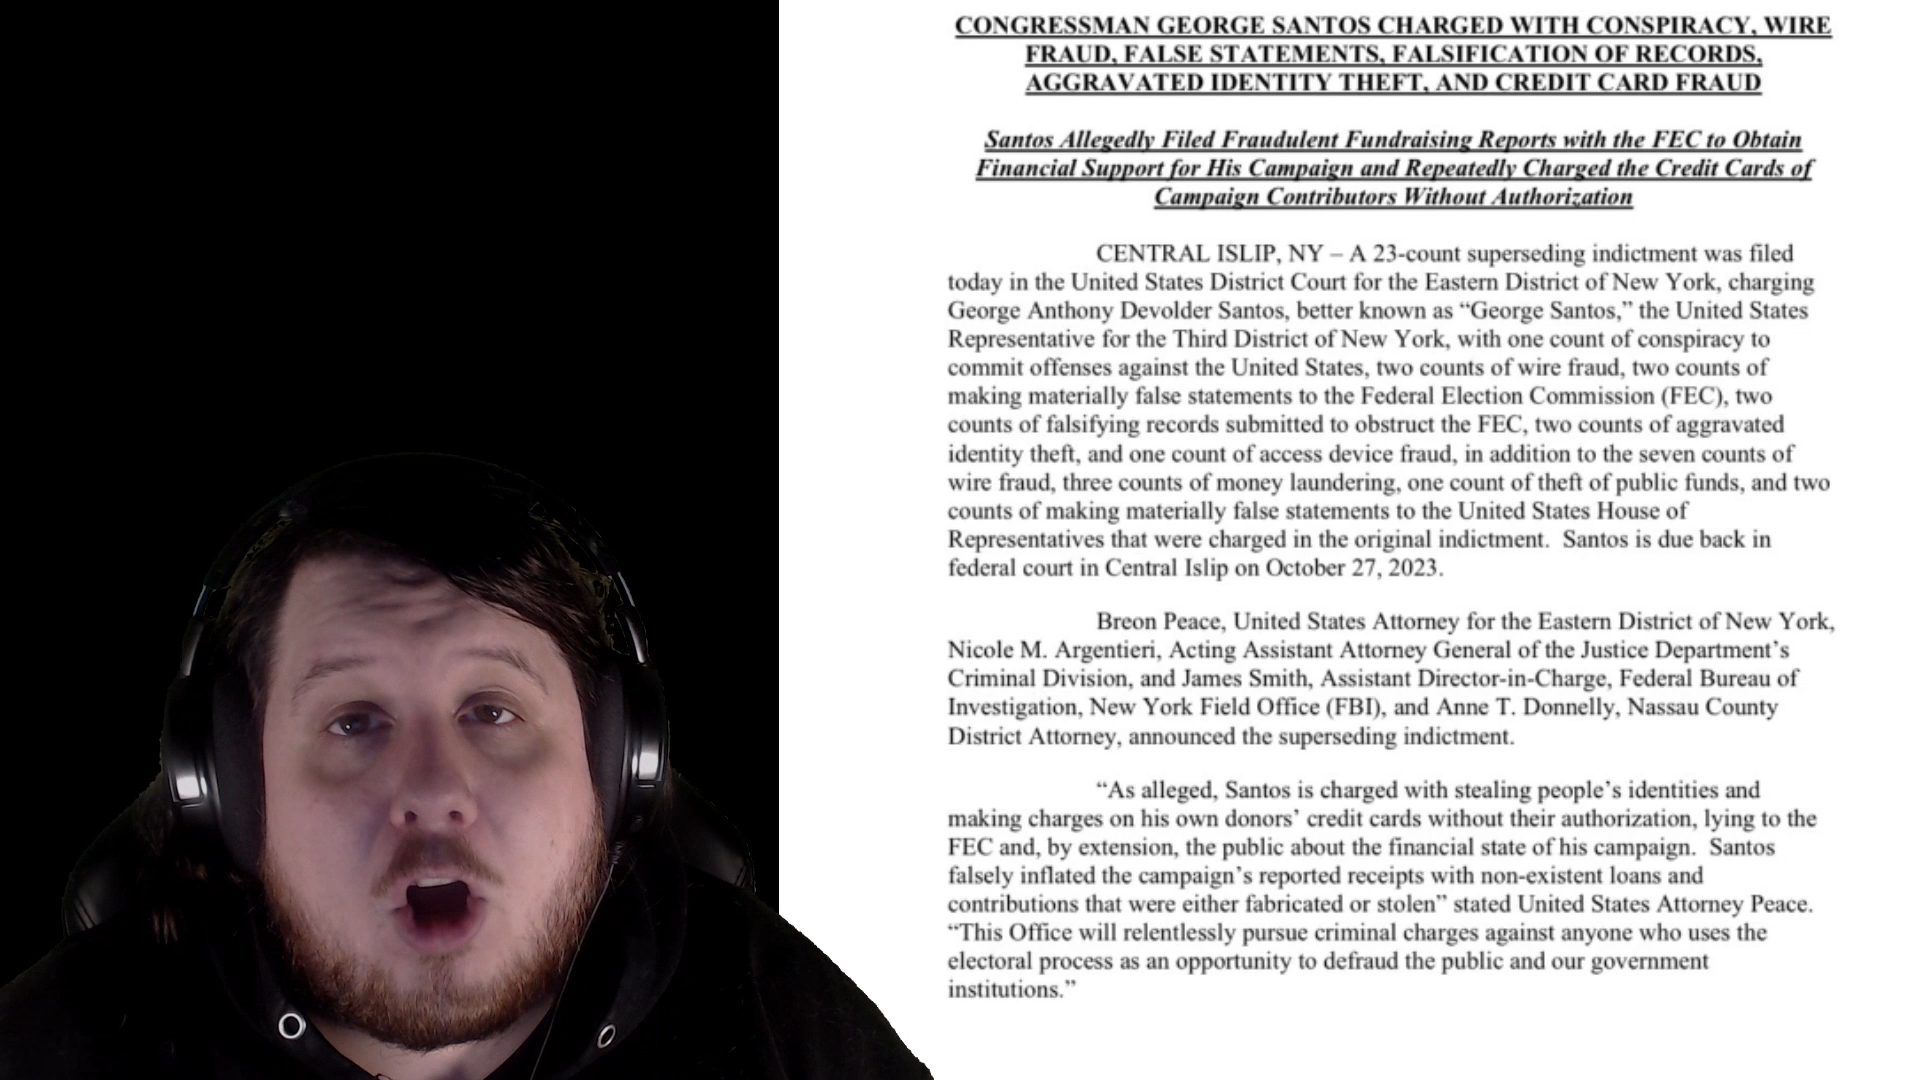 CONGRESSMAN GEORGE SANTOS CHARGED WITH CONSPIRACY, WIRE
FRAUD, FALSE STATEMENTS, FALSIFICATION OF RECORDS,
AGGRAVATED IDENTITY THEFT, AND CREDIT CARD FRAUD
Santos Allegedly Filed Fraudulent Fundraising Reports with the FEC to Obtain
Financial Support for His Campaign and Repeatedly Charged the Credit Cards of
Campaign Contributors Without Authorization
CENTRAL ISLIP, NY – A 23-count superseding indictment was filed
today in the United States District Court for the Eastern District of New York, charging
George Anthony Devolder Santos, better known as “George Santos,” the United States
Representative for the Third District of New York, with one count of conspiracy to
commit offenses against the United States, two counts of wire fraud, two counts of
making materially false statements to the Federal Election Commission (FEC), two
counts of falsifying records submitted to obstruct the FEC, two counts of aggravated
identity theft, and one count of access device fraud, in addition to the seven counts of
wire fraud, three counts of money laundering, one count of theft of public funds, and two
counts of making materially false statements to the United States House of
Representatives that were charged in the original indictment.  Santos is due back in
federal court in Central Islip on October 27, 2023.
Breon Peace, United States Attorney for the Eastern District of New York,
Nicole M. Argentieri, Acting Assistant Attorney General of the Justice Department’s
Criminal Division, and James Smith, Assistant Director-in-Charge, Federal Bureau of
Investigation, New York Field Office (FBI), and Anne T. Donnelly, Nassau County
District Attorney, announced the superseding indictment.
“As alleged, Santos is charged with stealing people’s identities and
making charges on his own donors’ credit cards without their authorization, lying to the
FEC and, by extension, the public about the financial state of his campaign.  Santos
falsely inflated the campaign’s reported receipts with non-existent loans and
contributions that were either fabricated or stolen” stated United States Attorney Peace.
“This Office will relentlessly pursue criminal charges against anyone who uses the
electoral process as an opportunity to defraud the public and our government
institutions.”